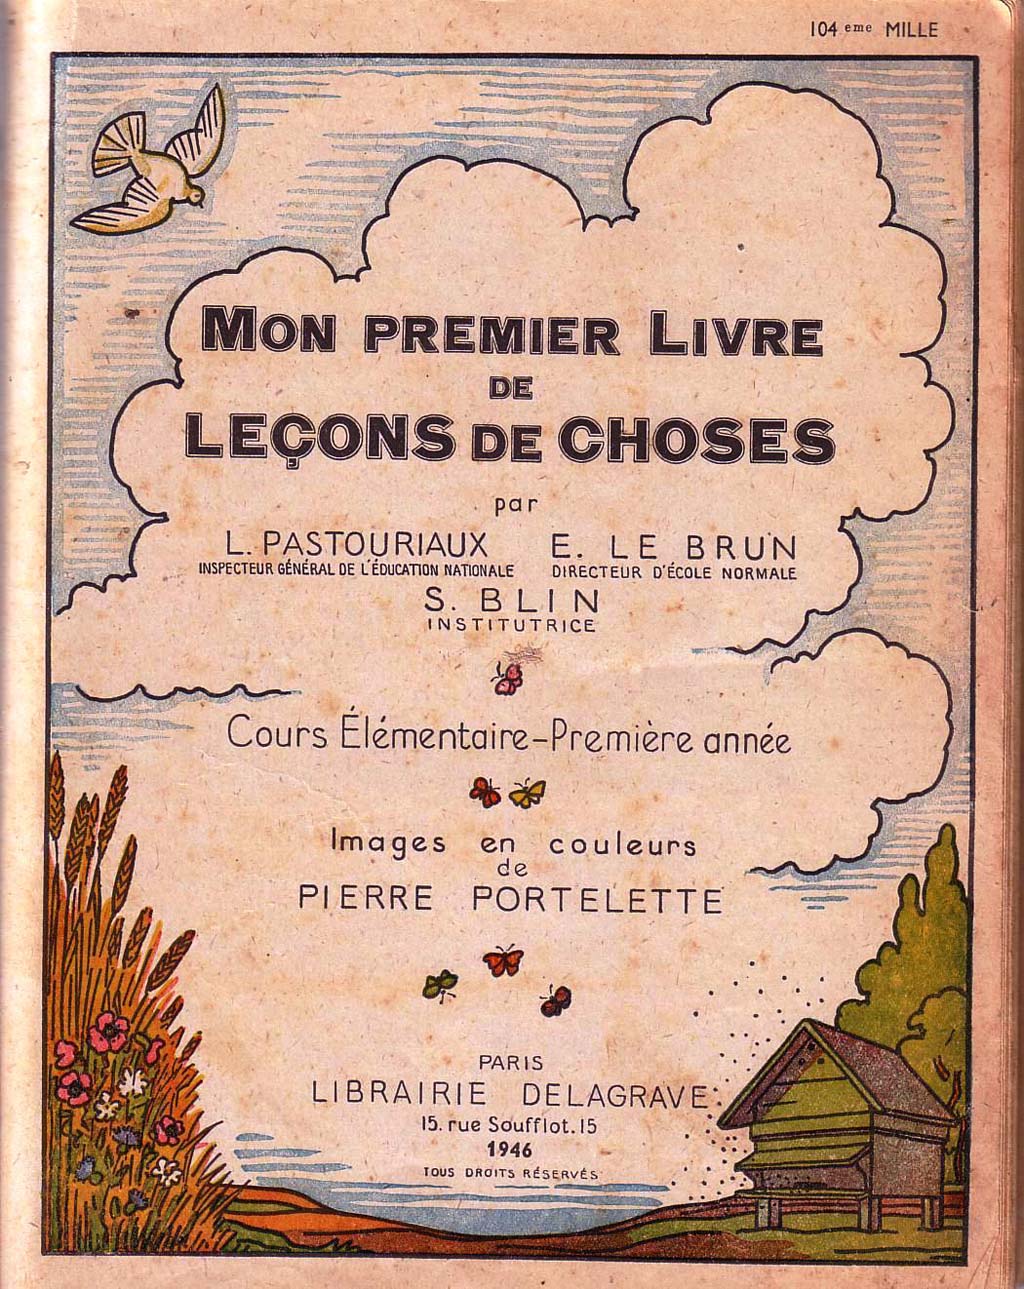 104 eme MILLE
MON PREMIER LIVRE
DE
LEÇONS DE CHOSES
par
L. PASTOURIAUX E. LE BRUN
INSPECTEUR GÉNÉRAL DE L'ÉDUCATION NATIONALE DIRECTEUR D'ÉCOLE NORMALE
S. BLIN
INSTITUTRICE
Cours Élémentaire-Première année
Images en couleurs
de
PIERRE PORTELETTE
PARIS
LIBRAIRIE DELAGRAVE
15. rue Soufflot. 15
1946
TOUS DROITS RÉSERVÉS